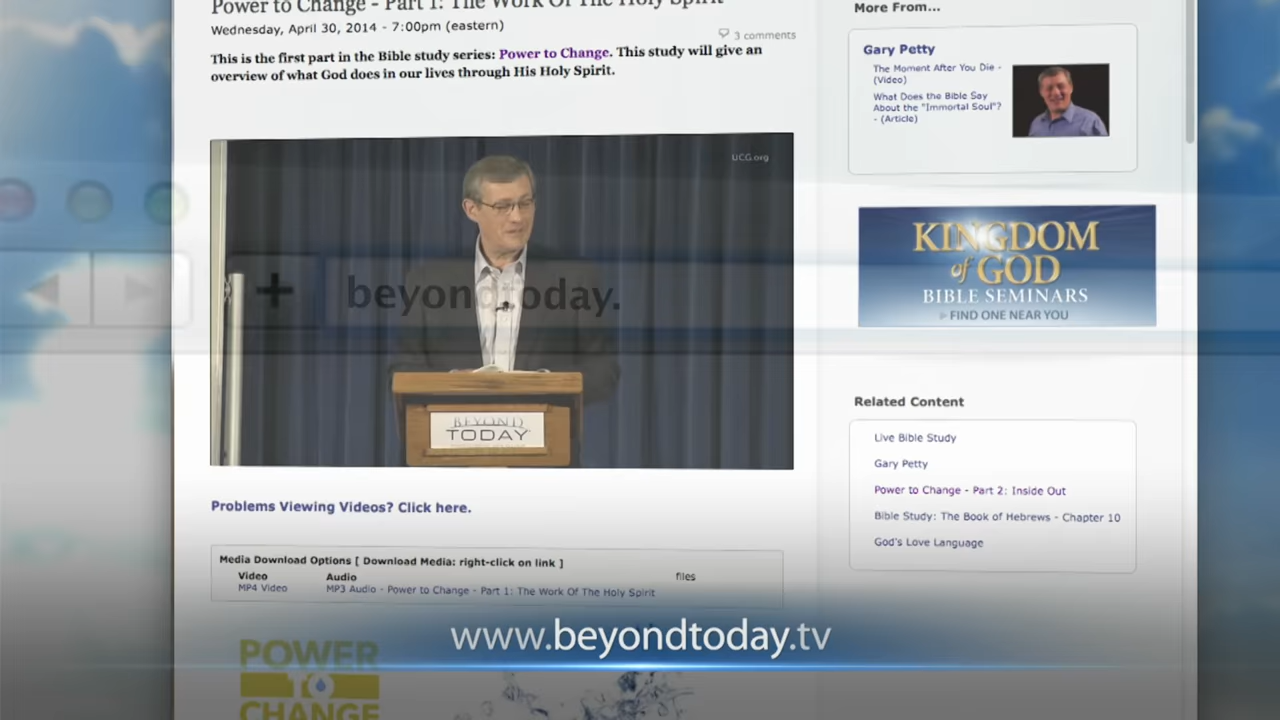 Power to Change - Part 1: The Work Of The Holy Spirit
Wednesday, April 30, 2014 - 7:00pm (eastern)
3 comments
This is the first part in the Bible study series: Power to Change. This study will give an
overview of what God does in our lives through His Holy Spirit.
UCG.org
+ beyondtoday.
BEYOND
TODAY
Problems Viewing Videos? Click here.
Media Download Options [ Download Media: right-click on link ]
Video Audio files
MP4 Video MP3 Audio - Power to Change - Part 1: The Work Of The Holy Spirit
POWER
TO
CHANGE
More From...
Gary Petty
The Moment After You Die -
(Video)
What Does the Bible Say
About the "Immortal Soul"?
- (Article)
KINGDOM
of GOD
BIBLE SEMINARS
FIND ONE NEAR YOU
Related Content
Live Bible Study
Gary Petty
Power to Change - Part 2: Inside Out
Bible Study: The Book of Hebrews - Chapter 10
God's Love Language
www.beyondtoday.tv